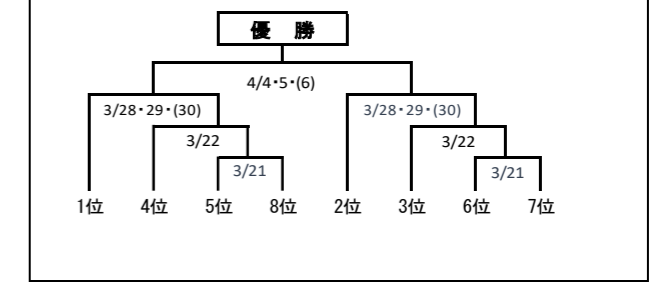 優 勝
4/4・5・(6)
3/28・29・(30) 3/28・29・(30)
3/22 3/22
3/21 3/21
1位 4位 5位 8位 2位 3位 6位 7位